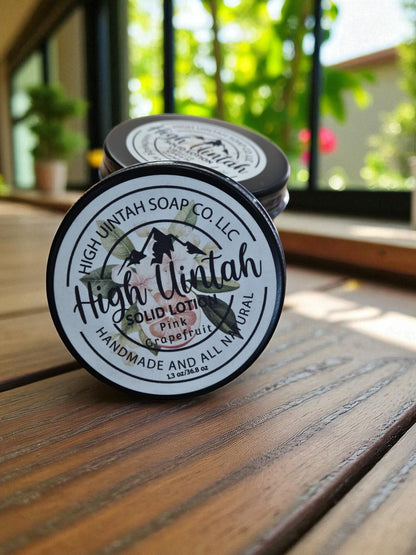 HIGH UINTAH SOAP CO. LLC
High Uintah
SOLID LOTION
Pink
Grapefruit
HANDMADE AND ALL NATURAL
1.3 oz/36.8 oz
High Uintah